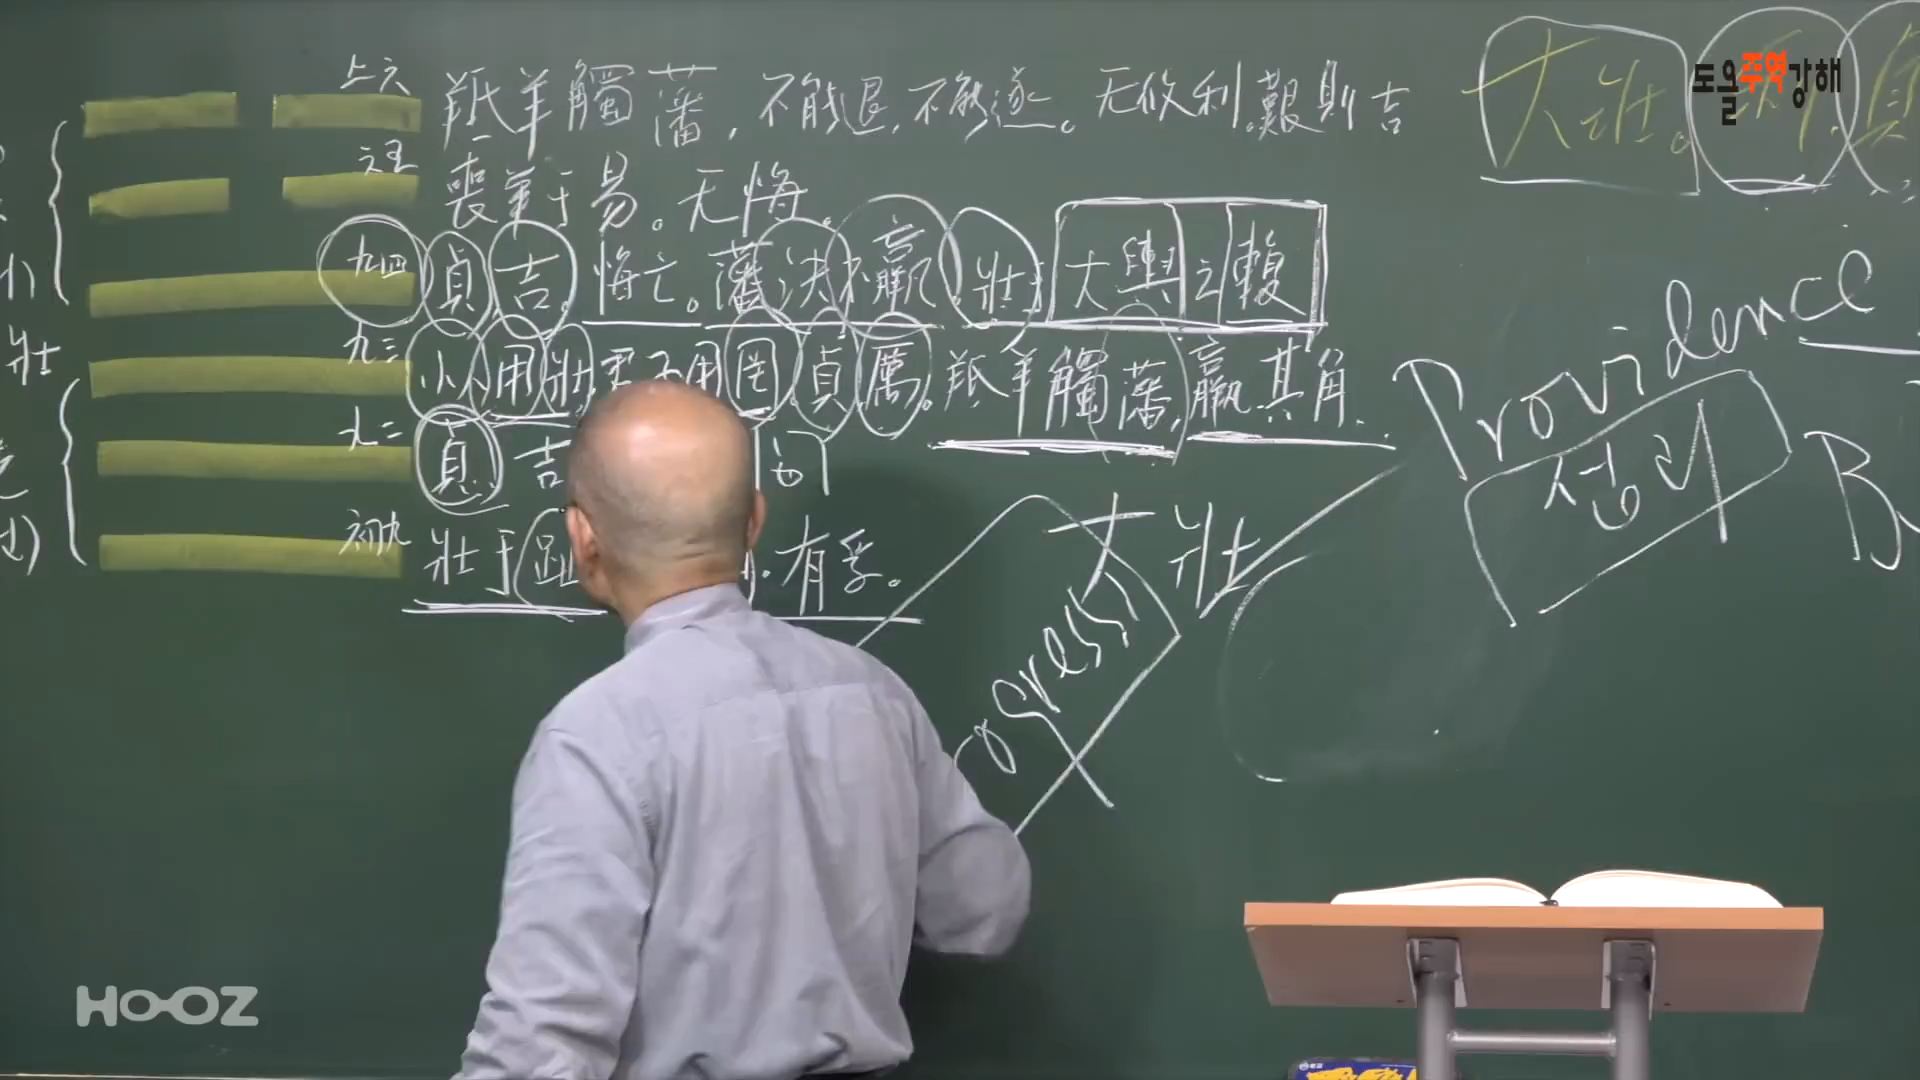 上六 羝羊觸藩, 不能退, 不能遂。无攸利。艱則吉
六五 喪羊于易。无悔。
九四 貞吉。悔亡。藩決不羸, 壯于大輿之輹
九三 小人用壯 君子用罔 貞厲。羝羊觸藩, 羸其角.
九二 貞吉
初九 壯于趾 有孚。
大壯。利 貞
도올주역강해
壯
大壯
ogress
Providence
섭리
HOOZ